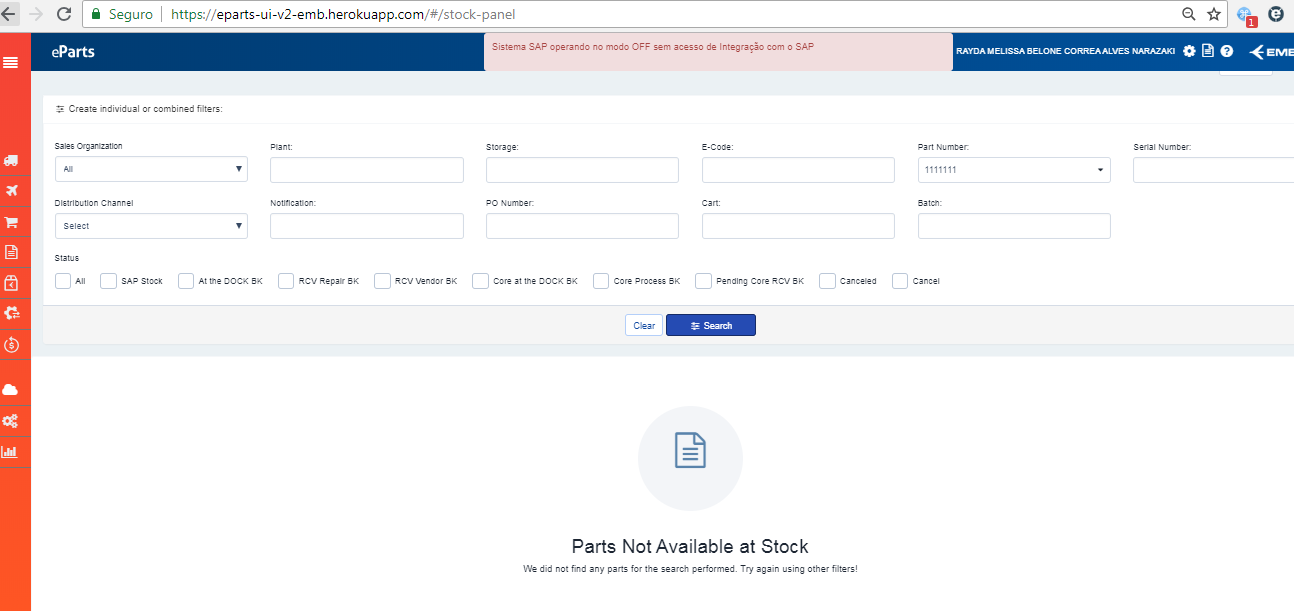 Seguro https://eparts-ui-v2-emb.herokuapp.com/#/stock-panel
1
eParts
Sistema SAP operando no modo OFF sem acesso de Integração com o SAP
RAYDA MELISSA BELONE CORREA ALVES NARAZAKI
EME
Create individual or combined filters:
Sales Organization Plant: Storage: E-Code: Part Number: Serial Number:
All 1111111
Distribution Channel Notification: PO Number: Cart: Batch:
Select
Status
All SAP Stock At the DOCK BK RCV Repair BK RCV Vendor BK Core at the DOCK BK Core Process BK Pending Core RCV BK Canceled Cancel
Clear Search
Parts Not Available at Stock
We did not find any parts for the search performed. Try again using other filters!